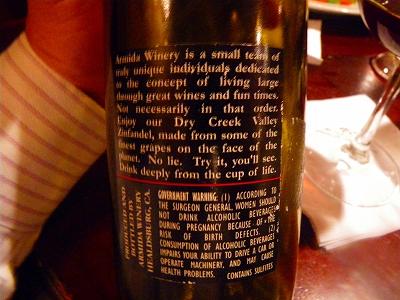 Armida Winery is a small team of
truly unique individuals dedicated
to the concept of living large
through great wines and fun times.
Not necessarily in that order.
Enjoy our Dry Creek Valley
Zinfandel, made from some of the
finest grapes on the face of the
planet. No lie. Try it, you'll see.
Drink deeply from the cup of life.
PRODUCED AND
BOTTLED BY
ARMIDA WINERY
HEALDSBURG, CA.
GOVERNMENT WARNING: (1) ACCORDING TO
THE SURGEON GENERAL, WOMEN SHOULD
NOT DRINK ALCOHOLIC BEVERAGES
DURING PREGNANCY BECAUSE OF THE
RISK OF BIRTH DEFECTS. (2)
CONSUMPTION OF ALCOHOLIC BEVERAGES
IMPAIRS YOUR ABILITY TO DRIVE A CAR OR
OPERATE MACHINERY, AND MAY CAUSE
HEALTH PROBLEMS. CONTAINS SULFITES